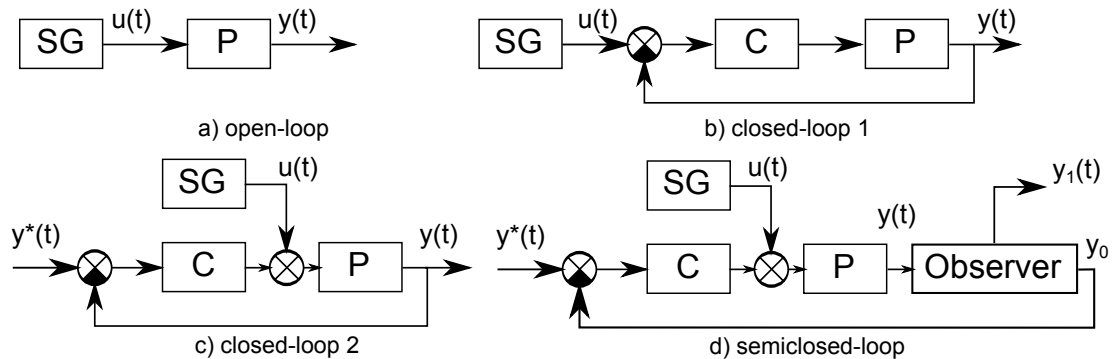 u(t) y(t)
SG P
a) open-loop
u(t) y(t)
SG C P
b) closed-loop 1
SG u(t)
y*(t) C P y(t)
c) closed-loop 2
SG u(t)
y₁(t)
y*(t) C P y(t) Observer y₀
d) semiclosed-loop